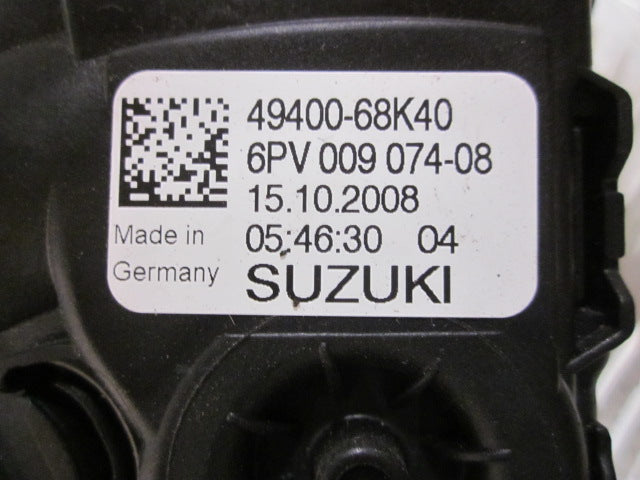 49400-68K40
6PV 009 074-08
15.10.2008
Made in 05:46:30 04
Germany SUZUKI